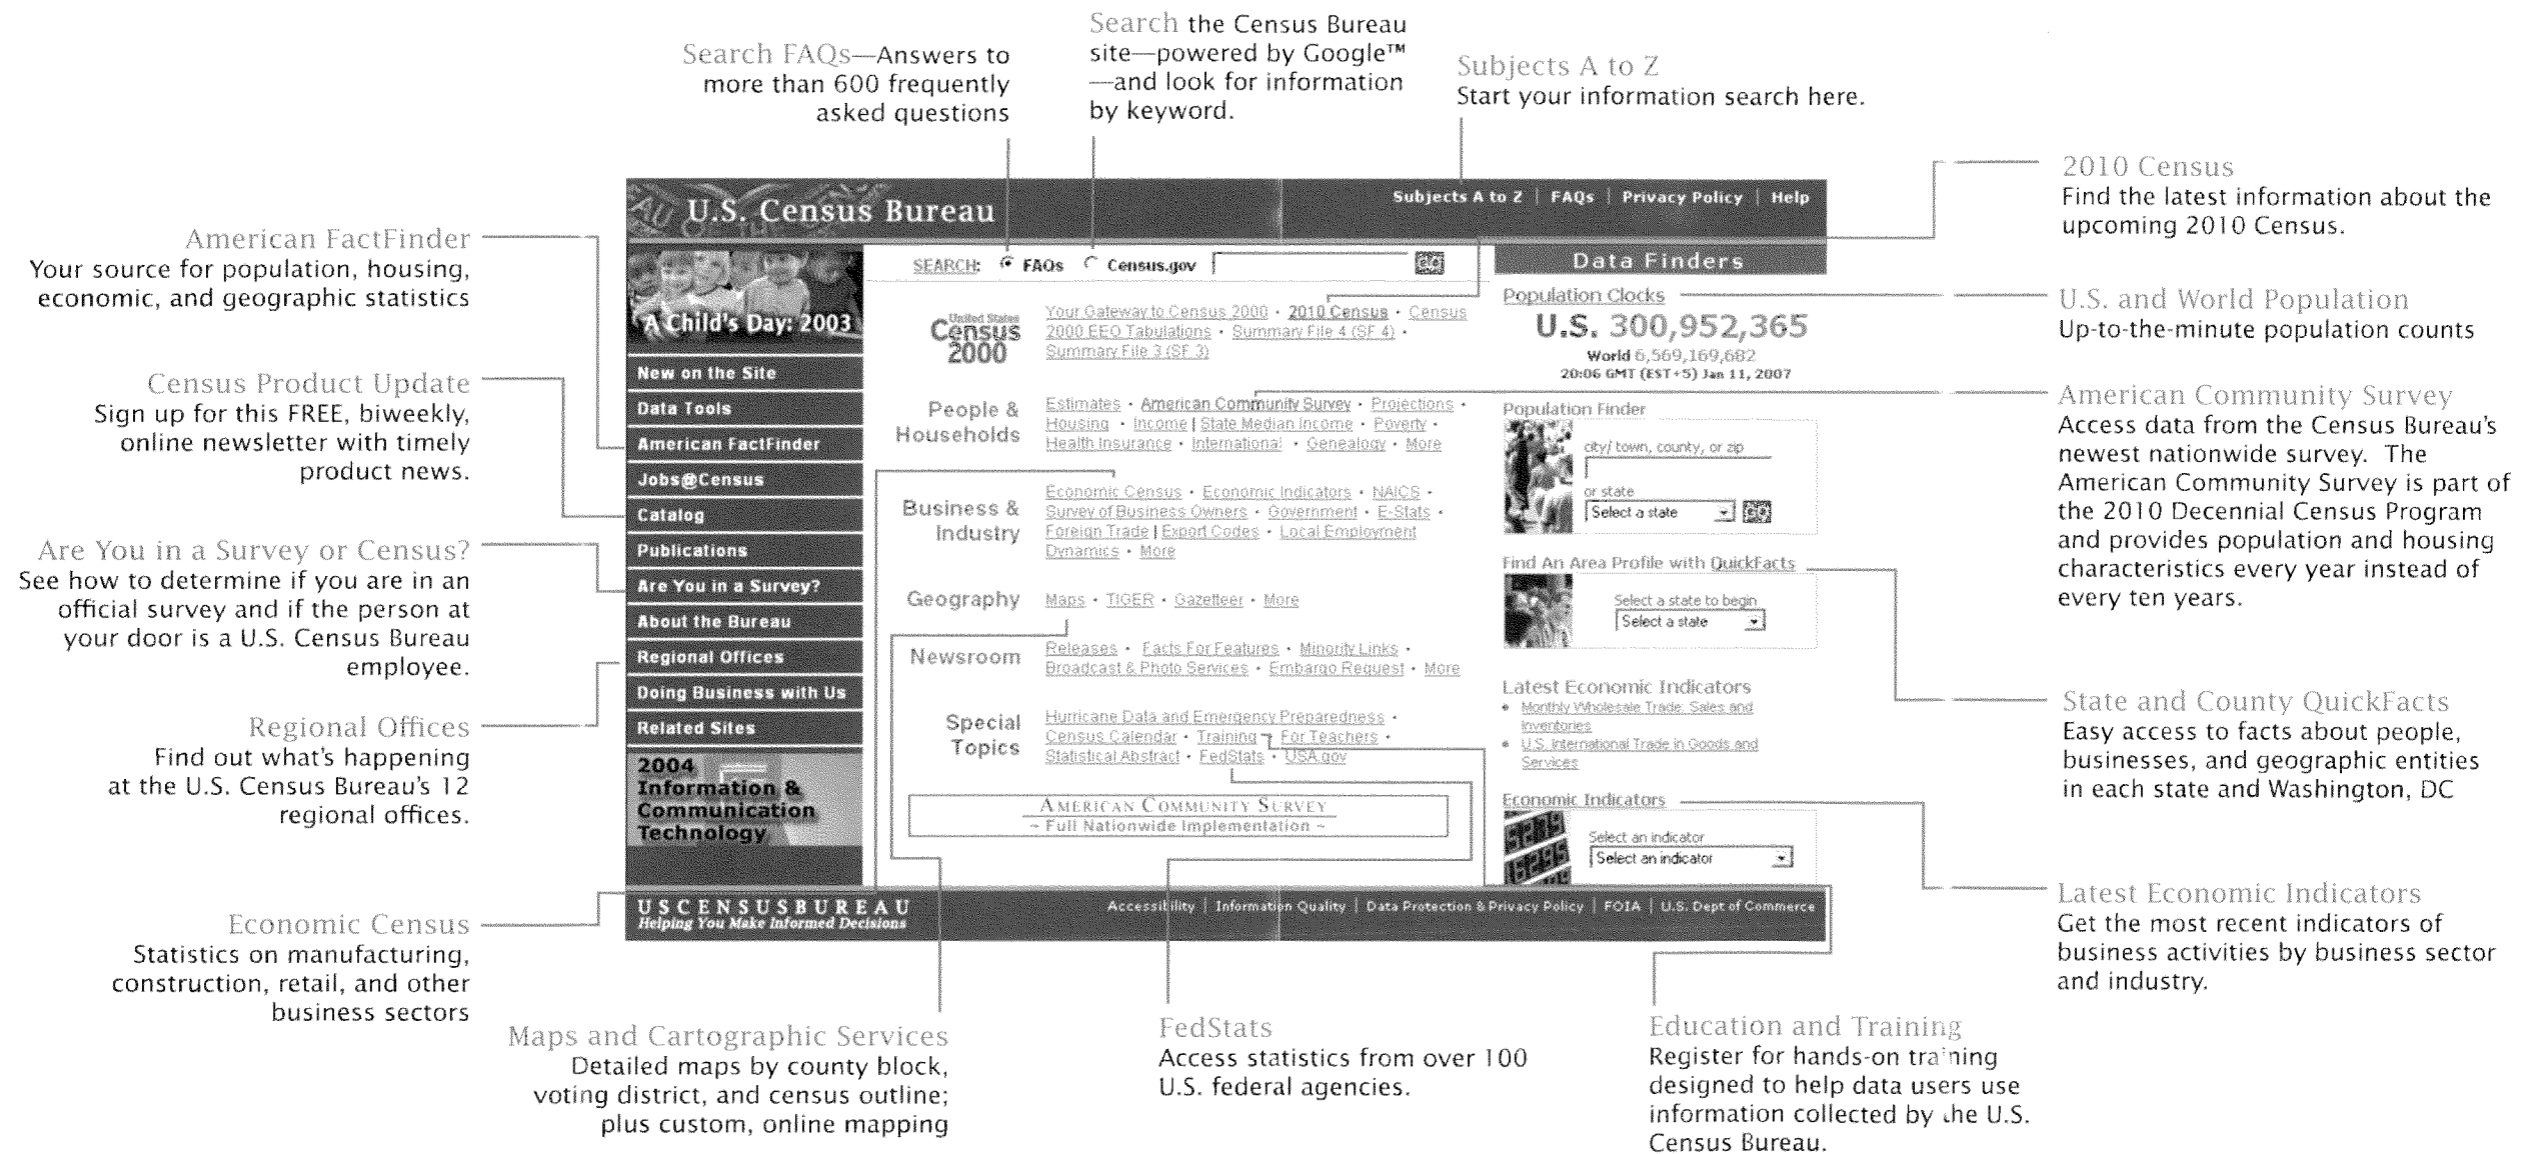 Search FAQs—Answers to
more than 600 frequently
asked questions
Search the Census Bureau
site—powered by Google™
—and look for information
by keyword.
Subjects A to Z
Start your information search here.
American FactFinder
Your source for population, housing,
economic, and geographic statistics
Census Product Update
Sign up for this FREE, biweekly,
online newsletter with timely
product news.
Are You in a Survey or Census?
See how to determine if you are in an
official survey and if the person at
your door is a U.S. Census Bureau
employee.
Regional Offices
Find out what's happening
at the U.S. Census Bureau's 12
regional offices.
Economic Census
Statistics on manufacturing,
construction, retail, and other
business sectors
U.S. Census Bureau
Subjects A to Z | FAQs | Privacy Policy | Help
A Child's Day: 2003
New on the Site
Data Tools
American FactFinder
Jobs@Census
Catalog
Publications
Are You in a Survey?
About the Bureau
Regional Offices
Doing Business with Us
Related Sites
2004
Information &
Communication
Technology
SEARCH: FAQs Census.gov GO
United States
Census
2000
Your Gateway to Census 2000 · 2010 Census · Census
2000 EEO Tabulations · Summary File 4 (SF 4) ·
Summary File 3 (SF 3)
People &
Households
Estimates · American Community Survey · Projections ·
Housing · Income | State Median Income · Poverty ·
Health Insurance · International · Genealogy · More
Business &
Industry
Economic Census · Economic Indicators · NAICS ·
Survey of Business Owners · Government · E-Stats ·
Foreign Trade | Export Codes · Local Employment
Dynamics · More
Geography
Maps · TIGER · Gazetteer · More
Newsroom
Releases · Facts For Features · Minority Links ·
Broadcast & Photo Services · Embargo Request · More
Special
Topics
Hurricane Data and Emergency Preparedness ·
Census Calendar · Training · For Teachers ·
Statistical Abstract · FedStats · USA.gov
AMERICAN COMMUNITY SURVEY
~ Full Nationwide Implementation ~
Data Finders
Population Clocks
U.S. 300,952,365
World 6,569,169,682
20:06 GMT (EST+5) Jan 11, 2007
Population Finder
city/ town, county, or zip
or state
Select a state GO
Find An Area Profile with QuickFacts
Select a state to begin
Select a state
Latest Economic Indicators
• Monthly Wholesale Trade: Sales and
Inventories
• U.S. International Trade in Goods and
Services
Economic Indicators
Select an indicator
Select an indicator
USCENSUSBUREAU
Helping You Make Informed Decisions
Accessibility | Information Quality | Data Protection & Privacy Policy | FOIA | U.S. Dept of Commerce
2010 Census
Find the latest information about the
upcoming 2010 Census.
U.S. and World Population
Up-to-the-minute population counts
American Community Survey
Access data from the Census Bureau's
newest nationwide survey. The
American Community Survey is part of
the 2010 Decennial Census Program
and provides population and housing
characteristics every year instead of
every ten years.
State and County QuickFacts
Easy access to facts about people,
businesses, and geographic entities
in each state and Washington, DC
Latest Economic Indicators
Get the most recent indicators of
business activities by business sector
and industry.
Maps and Cartographic Services
Detailed maps by county block,
voting district, and census outline;
plus custom, online mapping
FedStats
Access statistics from over 100
U.S. federal agencies.
Education and Training
Register for hands-on training
designed to help data users use
information collected by the U.S.
Census Bureau.